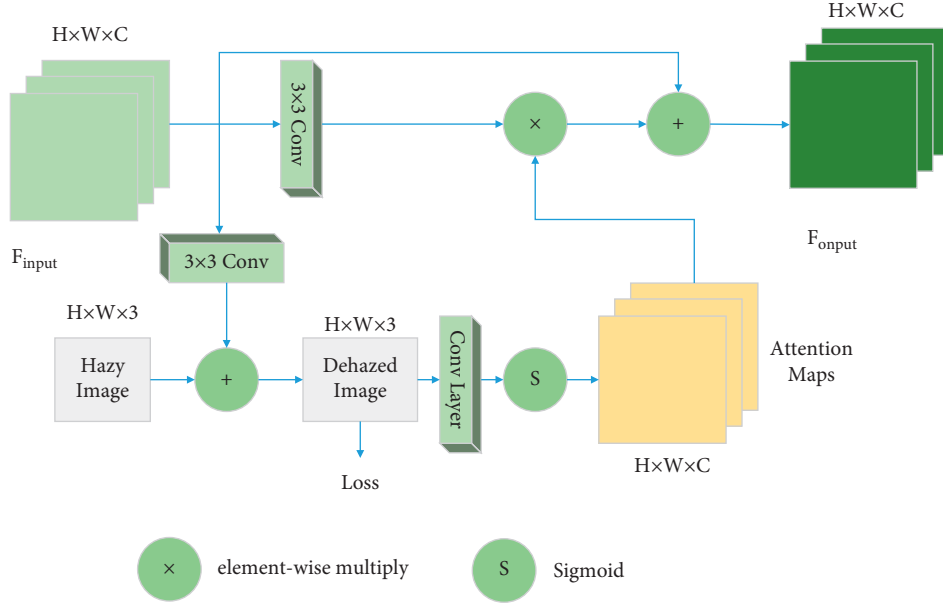 H×W×C
H×W×C
3×3 Conv
×
+
F_input
3×3 Conv
F_onput
H×W×3
H×W×3
Hazy
Image
+
Dehazed
Image
Conv Layer
S
Attention
Maps
H×W×C
Loss
× element-wise multiply
S Sigmoid